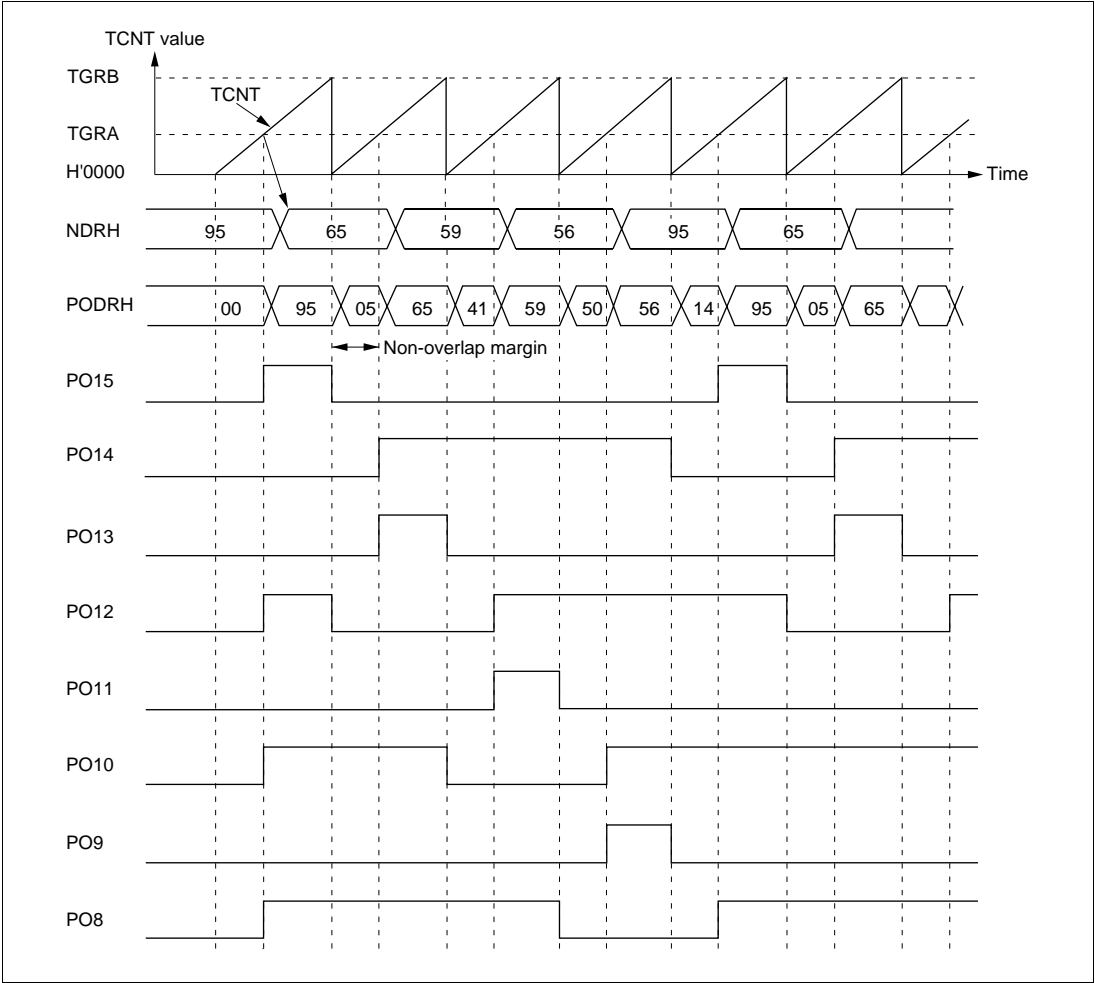 TCNT value
TGRB
TCNT
TGRA
H'0000
Time
NDRH 95 65 59 56 95 65
PODRH 00 95 05 65 41 59 50 56 14 95 05 65
Non-overlap margin
PO15
PO14
PO13
PO12
PO11
PO10
PO9
PO8